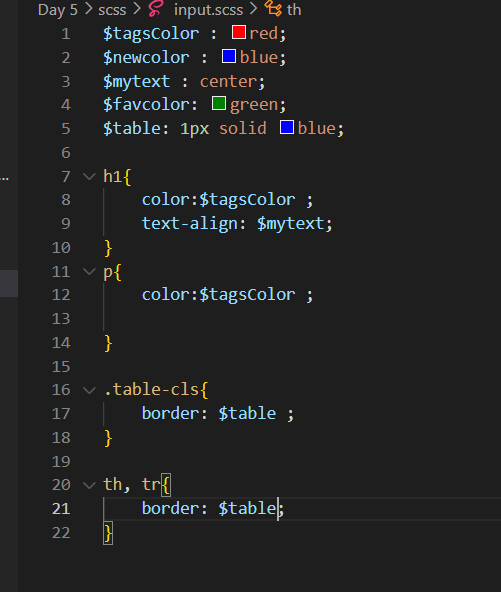 Day 5 > scss > input.scss > th
1 $tagsColor : red;
2 $newcolor : blue;
3 $mytext : center;
4 $favcolor: green;
5 $table: 1px solid blue;
6
7 h1{
8 color:$tagsColor ;
9 text-align: $mytext;
10 }
11 p{
12 color:$tagsColor ;
13
14 }
15
16 .table-cls{
17 border: $table ;
18 }
19
20 th, tr{
21 border: $table;
22 }
...